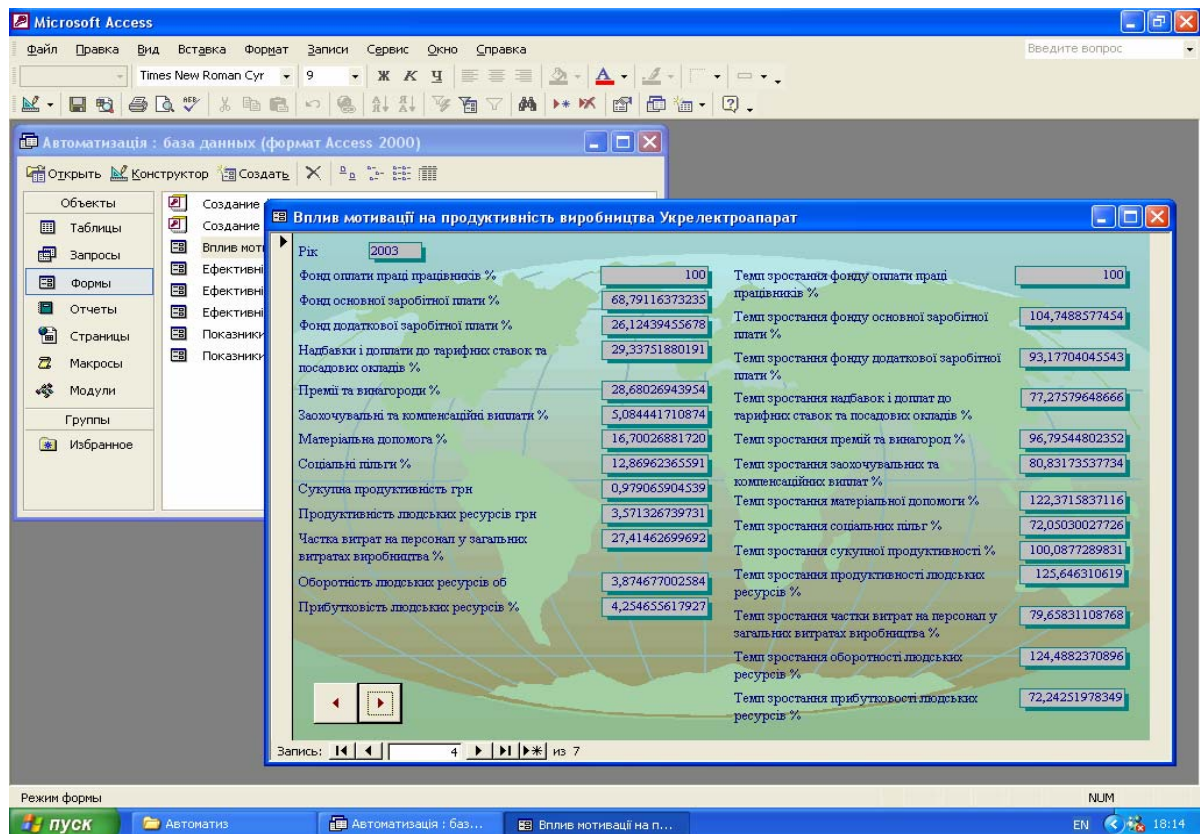 Microsoft Access
Файл Правка Вид Вставка Формат Записи Сервис Окно Справка
Введите вопрос
Times New Roman Cyr 9 Ж К Ч
Автоматизація : база данных (формат Access 2000)
Открыть Конструктор Создать
Объекты
Таблицы
Запросы
Формы
Отчеты
Страницы
Макросы
Модули
Группы
Избранное
Создание
Создание
Вплив мот
Ефективні
Ефективні
Ефективні
Показники
Показники
Вплив мотивації на продуктивність виробництва Укрелектроапарат
Рік 2003
Фонд оплати праці працівників % 100
Фонд основної заробітної плати % 68,79116373235
Фонд додаткової заробітної плати % 26,12439455678
Надбавки і доплати до тарифних ставок та
посадових окладів % 29,33751880191
Премії та винагороди % 28,68026943954
Заохочувальні та компенсаційні виплати % 5,084441710874
Матеріальна допомога % 16,70026881720
Соціальні пільги % 12,86962365591
Сукупна продуктивність грн 0,979065904539
Продуктивність людських ресурсів грн 3,571326739731
Частка витрат на персонал у загальних
витратах виробництва % 27,41462699692
Оборотність людських ресурсів об 3,874677002584
Прибутковість людських ресурсів % 4,254655617927
Темп зростання фонду оплати праці
працівників % 100
Темп зростання фонду основної заробітної
плати % 104,7488577454
Темп зростання фонду додаткової заробітної
плати % 93,17704045543
Темп зростання надбавок і доплат до
тарифних ставок та посадових окладів % 77,27579648666
Темп зростання премій та винагород % 96,79544802352
Темп зростання заохочувальних та
компенсаційних виплат % 80,83173537734
Темп зростання матеріальної допомоги % 122,3715837116
Темп зростання соціальних пільг % 72,05030027726
Темп зростання сукупної продуктивності % 100,0877289831
Темп зростання продуктивності людських
ресурсів % 125,646310619
Темп зростання частки витрат на персонал у
загальних витратах виробництва % 79,65831108768
Темп зростання оборотності людських
ресурсів % 124,4882370896
Темп зростання прибутковості людських
ресурсів % 72,24251978349
Запись: 4 из 7
Режим формы NUM
пуск Автоматиз Автоматизація : баз... Вплив мотивації на п... EN 18:14